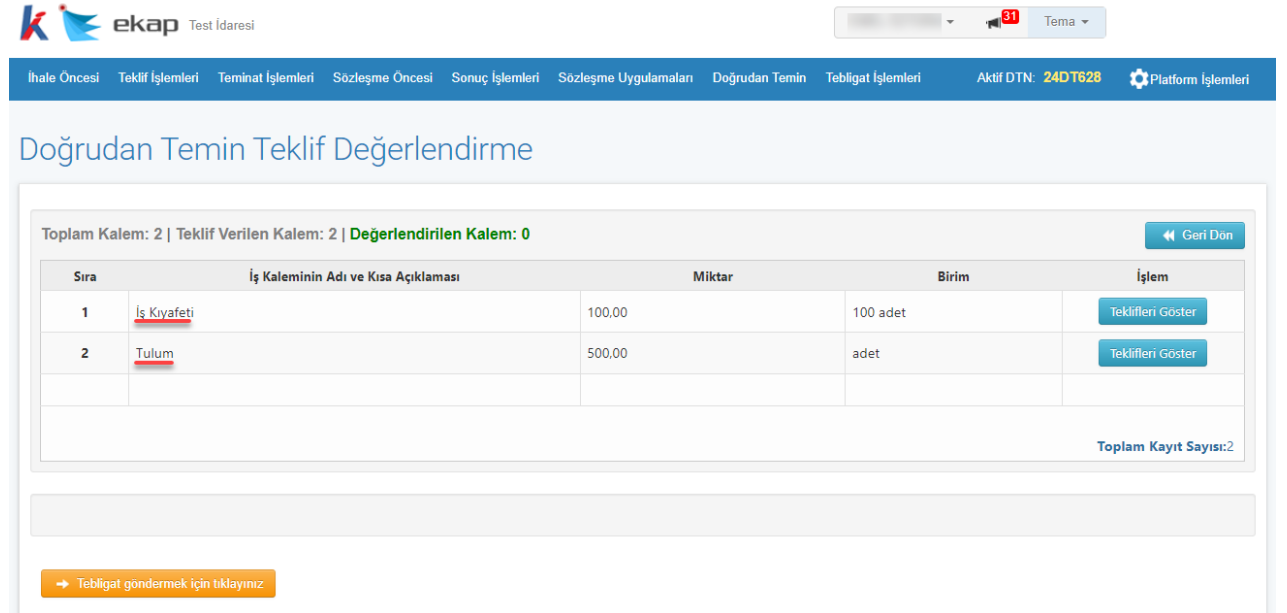 k ekap Test İdaresi 31 Tema
İhale Öncesi Teklif İşlemleri Teminat İşlemleri Sözleşme Öncesi Sonuç İşlemleri Sözleşme Uygulamaları Doğrudan Temin Tebligat İşlemleri Aktif DTN: 24DT628 Platform İşlemleri
Doğrudan Temin Teklif Değerlendirme
Toplam Kalem: 2 | Teklif Verilen Kalem: 2 | Değerlendirilen Kalem: 0 Geri Dön
Sıra İş Kaleminin Adı ve Kısa Açıklaması Miktar Birim İşlem
1 İş Kıyafeti 100,00 100 adet Teklifleri Göster
2 Tulum 500,00 adet Teklifleri Göster
Toplam Kayıt Sayısı:2
Tebligat göndermek için tıklayınız